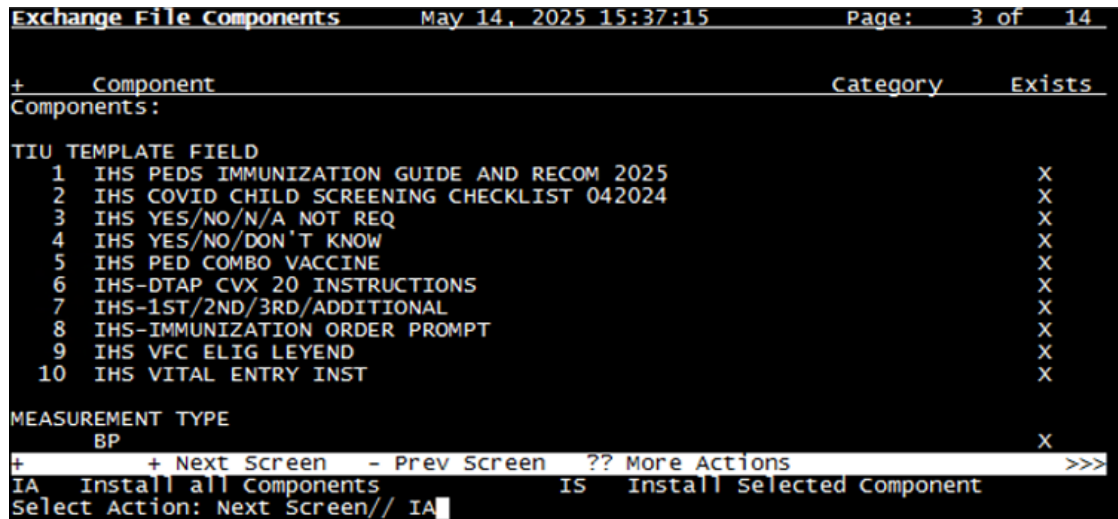 Exchange File Components May 14, 2025 15:37:15 Page: 3 of 14
+ Component Category Exists
Components:
TIU TEMPLATE FIELD
1 IHS PEDS IMMUNIZATION GUIDE AND RECOM 2025 X
2 IHS COVID CHILD SCREENING CHECKLIST 042024 X
3 IHS YES/NO/N/A NOT REQ X
4 IHS YES/NO/DON'T KNOW X
5 IHS PED COMBO VACCINE X
6 IHS-DTAP CVX 20 INSTRUCTIONS X
7 IHS-1ST/2ND/3RD/ADDITIONAL X
8 IHS-IMMUNIZATION ORDER PROMPT X
9 IHS VFC ELIG LEYEND X
10 IHS VITAL ENTRY INST X
MEASUREMENT TYPE
BP X
+ + Next Screen - Prev Screen ?? More Actions >>>
IA Install all Components IS Install Selected Component
Select Action: Next Screen// IA